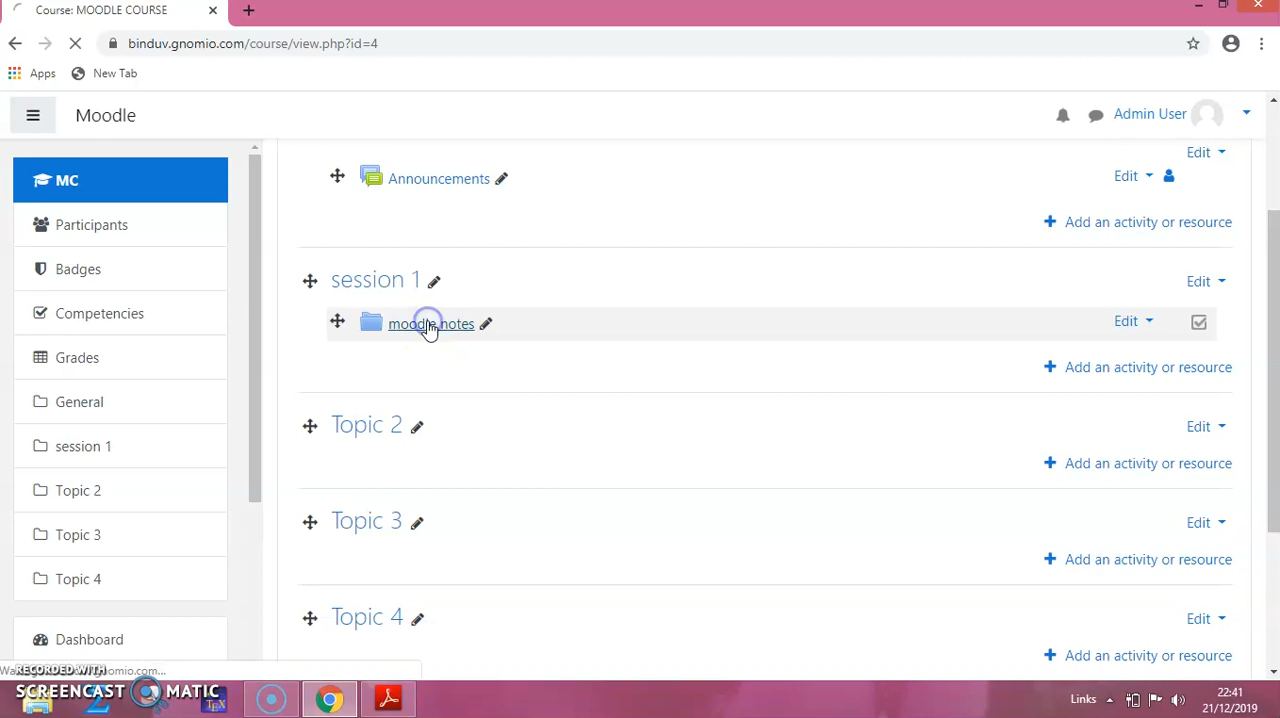 Course: MOODLE COURSE
binduv.gnomio.com/course/view.php?id=4
Apps
New Tab
Moodle
Admin User
MC
Participants
Badges
Competencies
Grades
General
session 1
Topic 2
Topic 3
Topic 4
Dashboard
Edit
Announcements
Edit
Add an activity or resource
session 1
Edit
moodle notes
Edit
Add an activity or resource
Topic 2
Edit
Add an activity or resource
Topic 3
Edit
Add an activity or resource
Topic 4
Edit
Add an activity or resource
gnomio.com...
RECORDED WITH
SCREENCAST MATIC
TEX
Links
22:41
21/12/2019